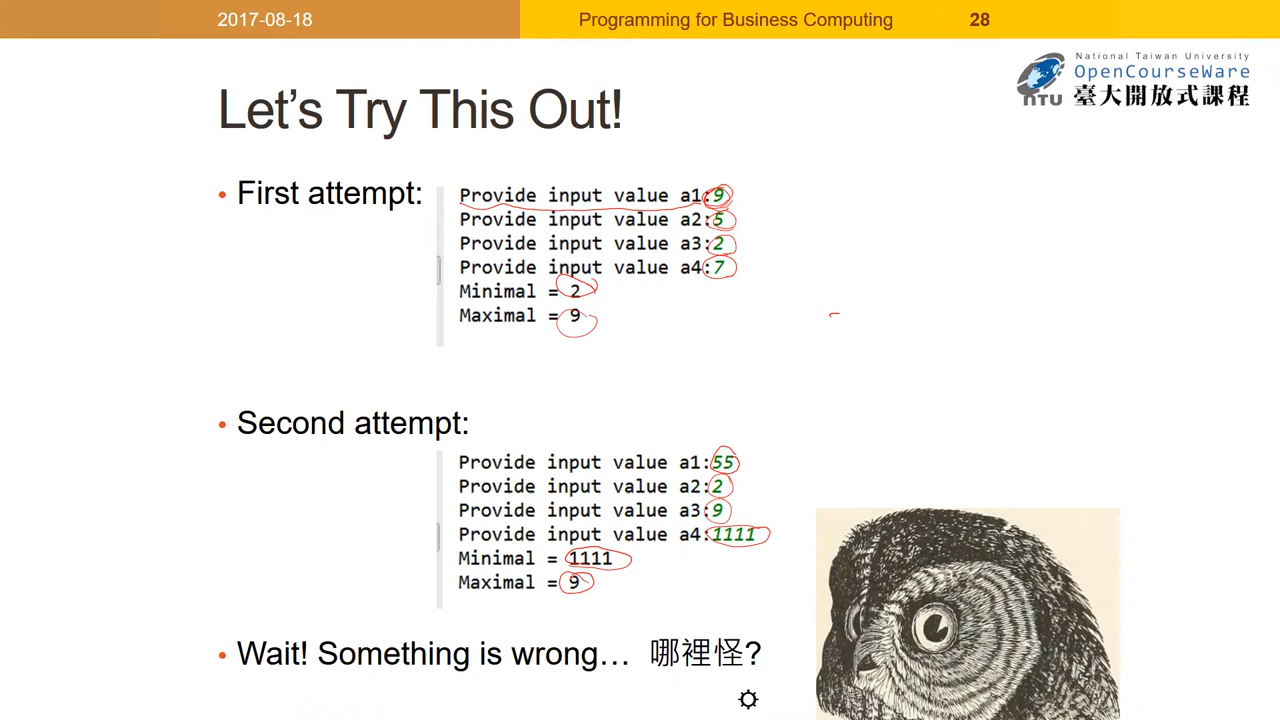 2017-08-18
Programming for Business Computing
28
National Taiwan University
OpenCourseWare
NTU 臺大開放式課程
Let's Try This Out!
• First attempt:
Provide input value a1:9
Provide input value a2:5
Provide input value a3:2
Provide input value a4:7
Minimal = 2
Maximal = 9
• Second attempt:
Provide input value a1:55
Provide input value a2:2
Provide input value a3:9
Provide input value a4:1111
Minimal = 1111
Maximal = 9
• Wait! Something is wrong… 哪裡怪?